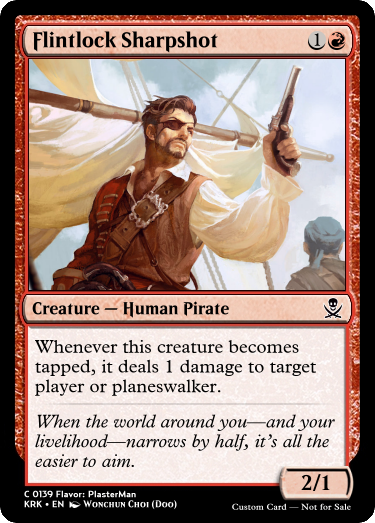 Flintlock Sharpshot 1
Creature — Human Pirate
Whenever this creature becomes
tapped, it deals 1 damage to target
player or planeswalker.
When the world around you—and your
livelihood—narrows by half, it's all the
easier to aim.
2/1
C 0139 Flavor: PlasterMan
KRK • EN Wonchun Choi (Doo)
Custom Card — Not for Sale